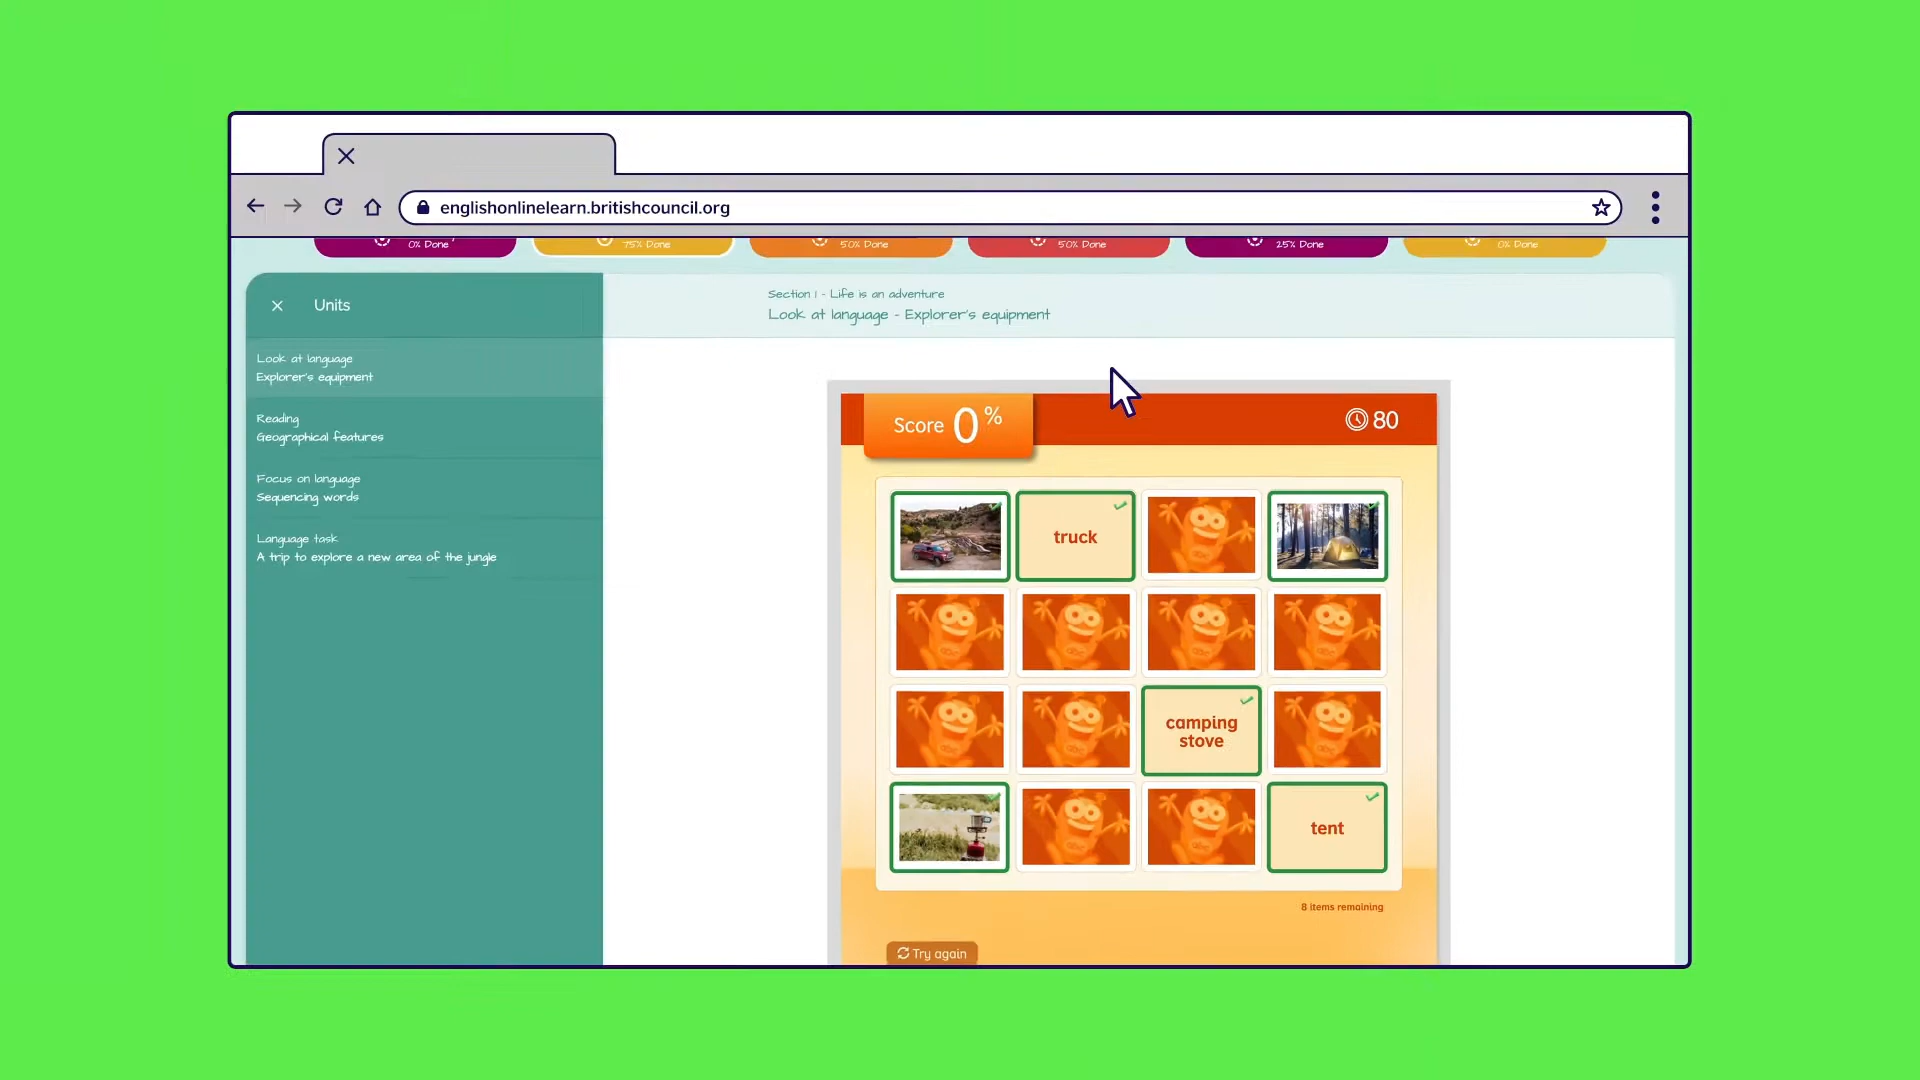 englishonlinelearn.britishcouncil.org
0% Done
75% Done
50% Done
50% Done
25% Done
0% Done
Units
Section 1 - Life is an adventure
Look at language - Explorer's equipment
Look at language
Explorer's equipment
Reading
Geographical features
Focus on language
Sequencing words
Language task
A trip to explore a new area of the jungle
Score 0%
80
truck
camping
stove
tent
8 items remaining
Try again